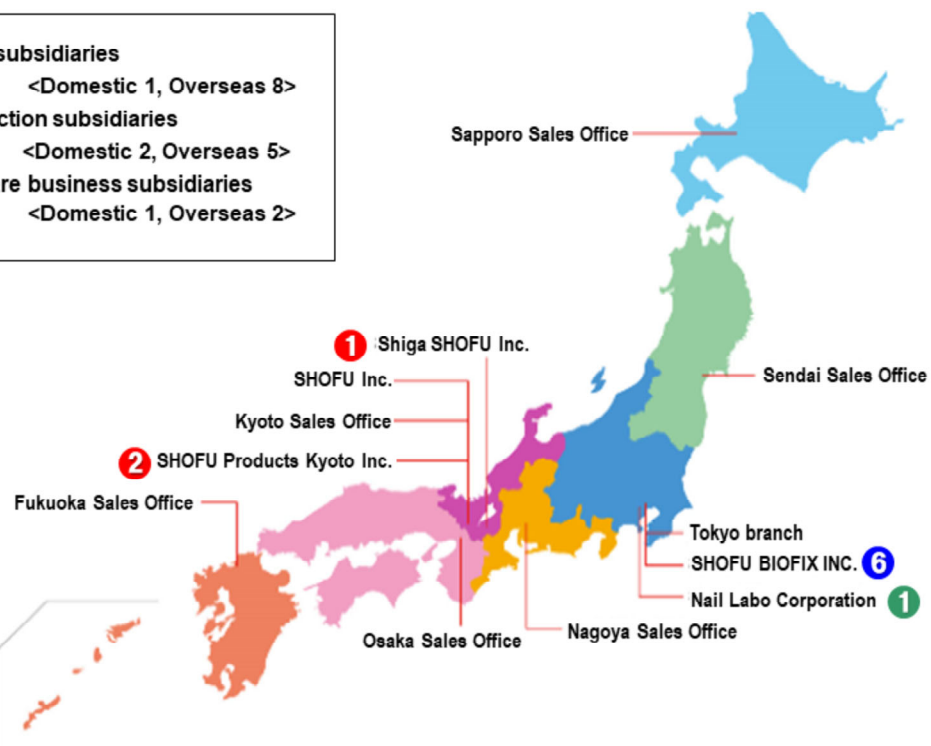 subsidiaries
<Domestic 1, Overseas 8>
ction subsidiaries
<Domestic 2, Overseas 5>
re business subsidiaries
<Domestic 1, Overseas 2>
Sapporo Sales Office
1 Shiga SHOFU Inc.
SHOFU Inc.
Sendai Sales Office
Kyoto Sales Office
2 SHOFU Products Kyoto Inc.
Fukuoka Sales Office
Tokyo branch
SHOFU BIOFIX INC. 6
Nail Labo Corporation 1
Nagoya Sales Office
Osaka Sales Office